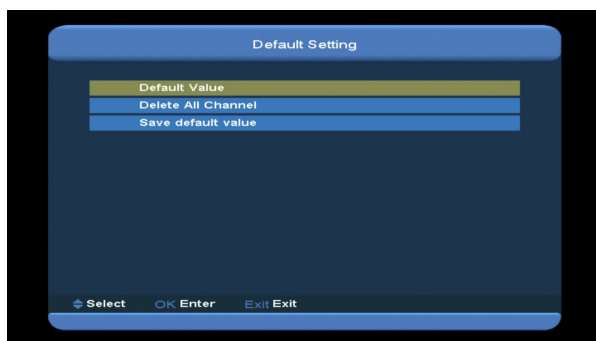 Default Setting
Default Value
Delete All Channel
Save default value
Select OK Enter Exit Exit